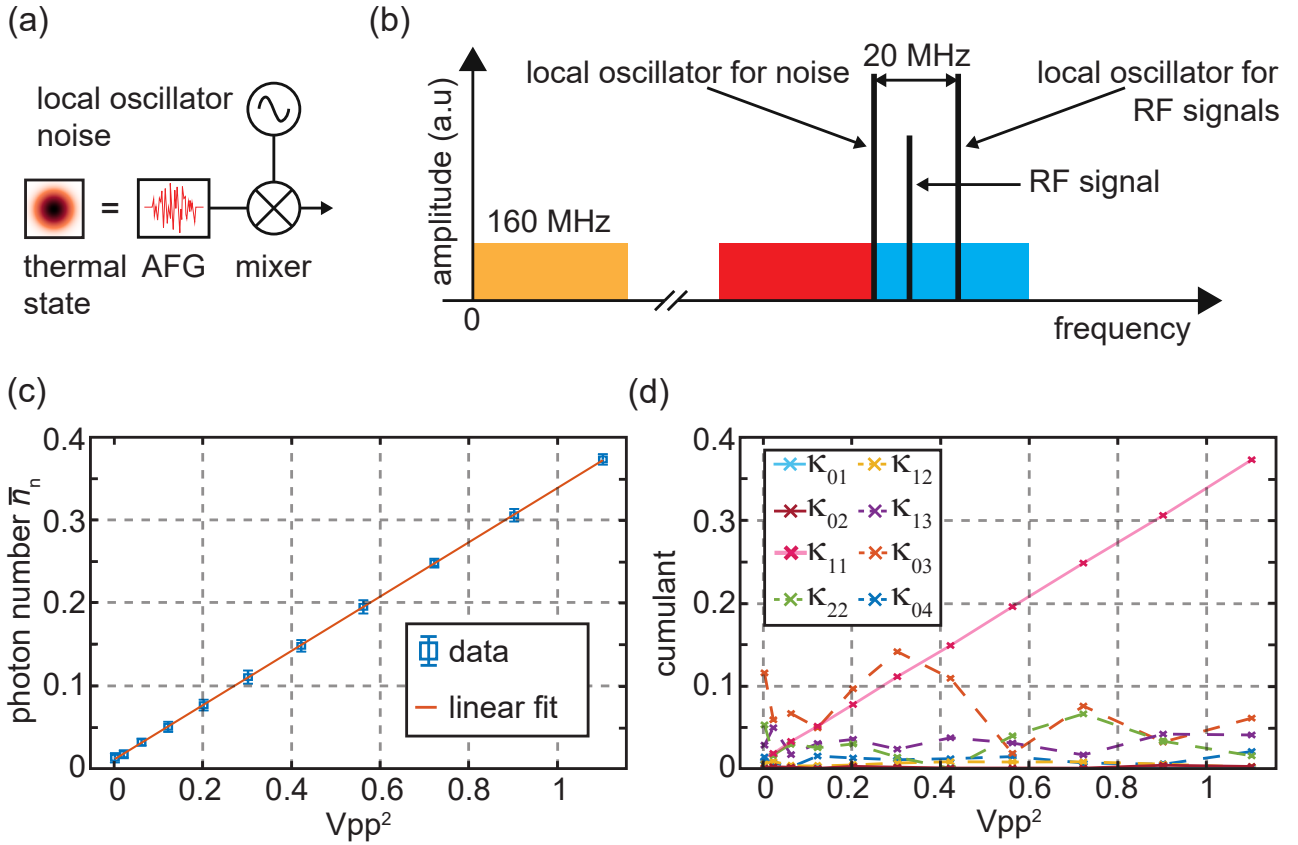 (a)
local oscillator
noise
=
thermal
state
AFG
mixer
(b)
amplitude (a.u)
local oscillator for noise
20 MHz
local oscillator for
RF signals
RF signal
160 MHz
0
frequency
(c)
photon number n̅ₙ
0.4
0.3
0.2
0.1
0
data
linear fit
0 0.2 0.4 0.6 0.8 1
Vpp²
(d)
cumulant
0.4
0.3
0.2
0.1
0
κ₀₁ κ₁₂
κ₀₂ κ₁₃
κ₁₁ κ₀₃
κ₂₂ κ₀₄
0 0.2 0.4 0.6 0.8 1
Vpp²